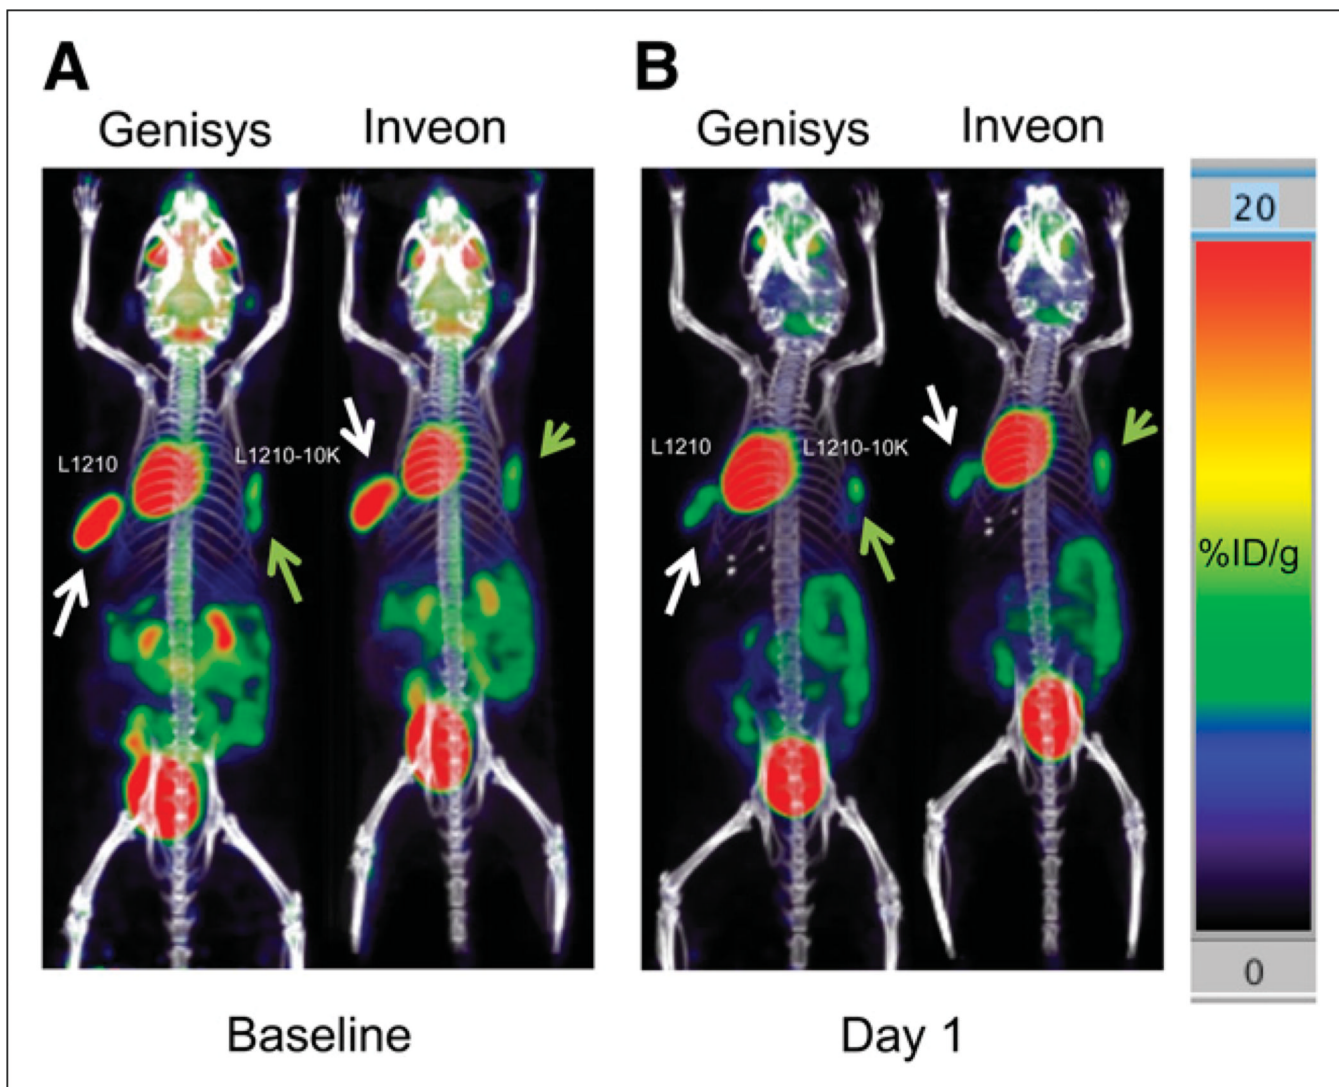 A
B
Genisys
Inveon
Genisys
Inveon
20
L1210
L1210-10K
L1210
L1210-10K
%ID/g
0
Baseline
Day 1